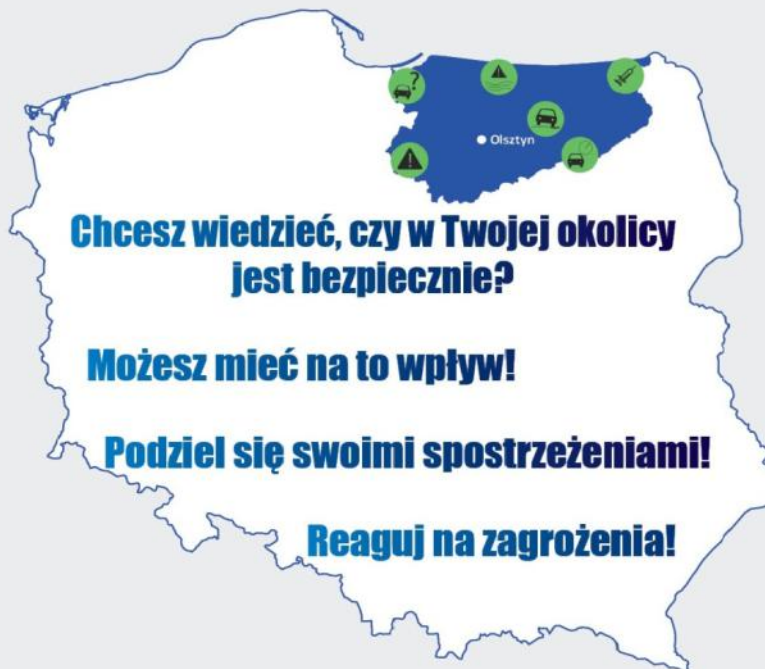 ?
Olsztyn
Chcesz wiedzieć, czy w Twojej okolicy
jest bezpiecznie?
Możesz mieć na to wpływ!
Podziel się swoimi spostrzeżeniami!
Reaguj na zagrożenia!